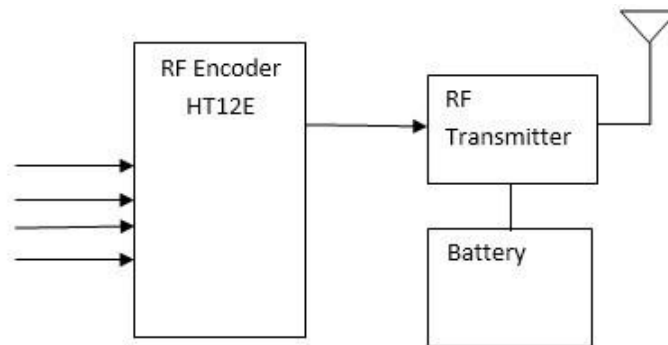 RF Encoder
HT12E
RF
Transmitter
Battery